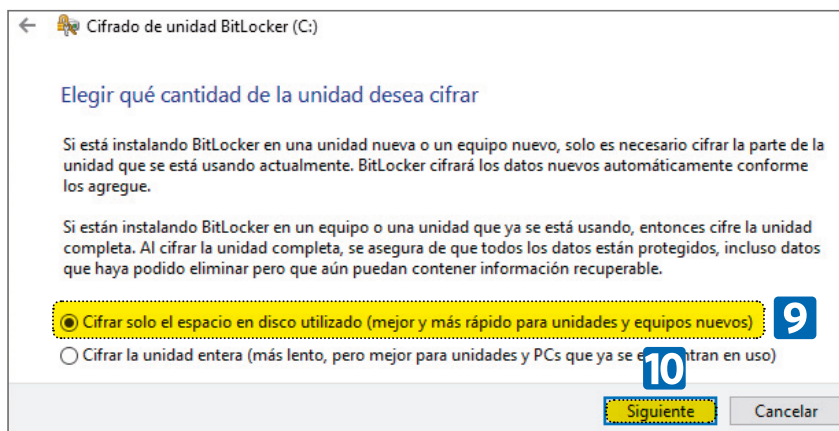 Cifrado de unidad BitLocker (C:)
Elegir qué cantidad de la unidad desea cifrar
Si está instalando BitLocker en una unidad nueva o un equipo nuevo, solo es necesario cifrar la parte de la
unidad que se está usando actualmente. BitLocker cifrará los datos nuevos automáticamente conforme
los agregue.
Si están instalando BitLocker en un equipo o una unidad que ya se está usando, entonces cifre la unidad
completa. Al cifrar la unidad completa, se asegura de que todos los datos están protegidos, incluso datos
que haya podido eliminar pero que aún puedan contener información recuperable.
Cifrar solo el espacio en disco utilizado (mejor y más rápido para unidades y equipos nuevos) 9
Cifrar la unidad entera (más lento, pero mejor para unidades y PCs que ya se en uso)
10
Siguiente Cancelar